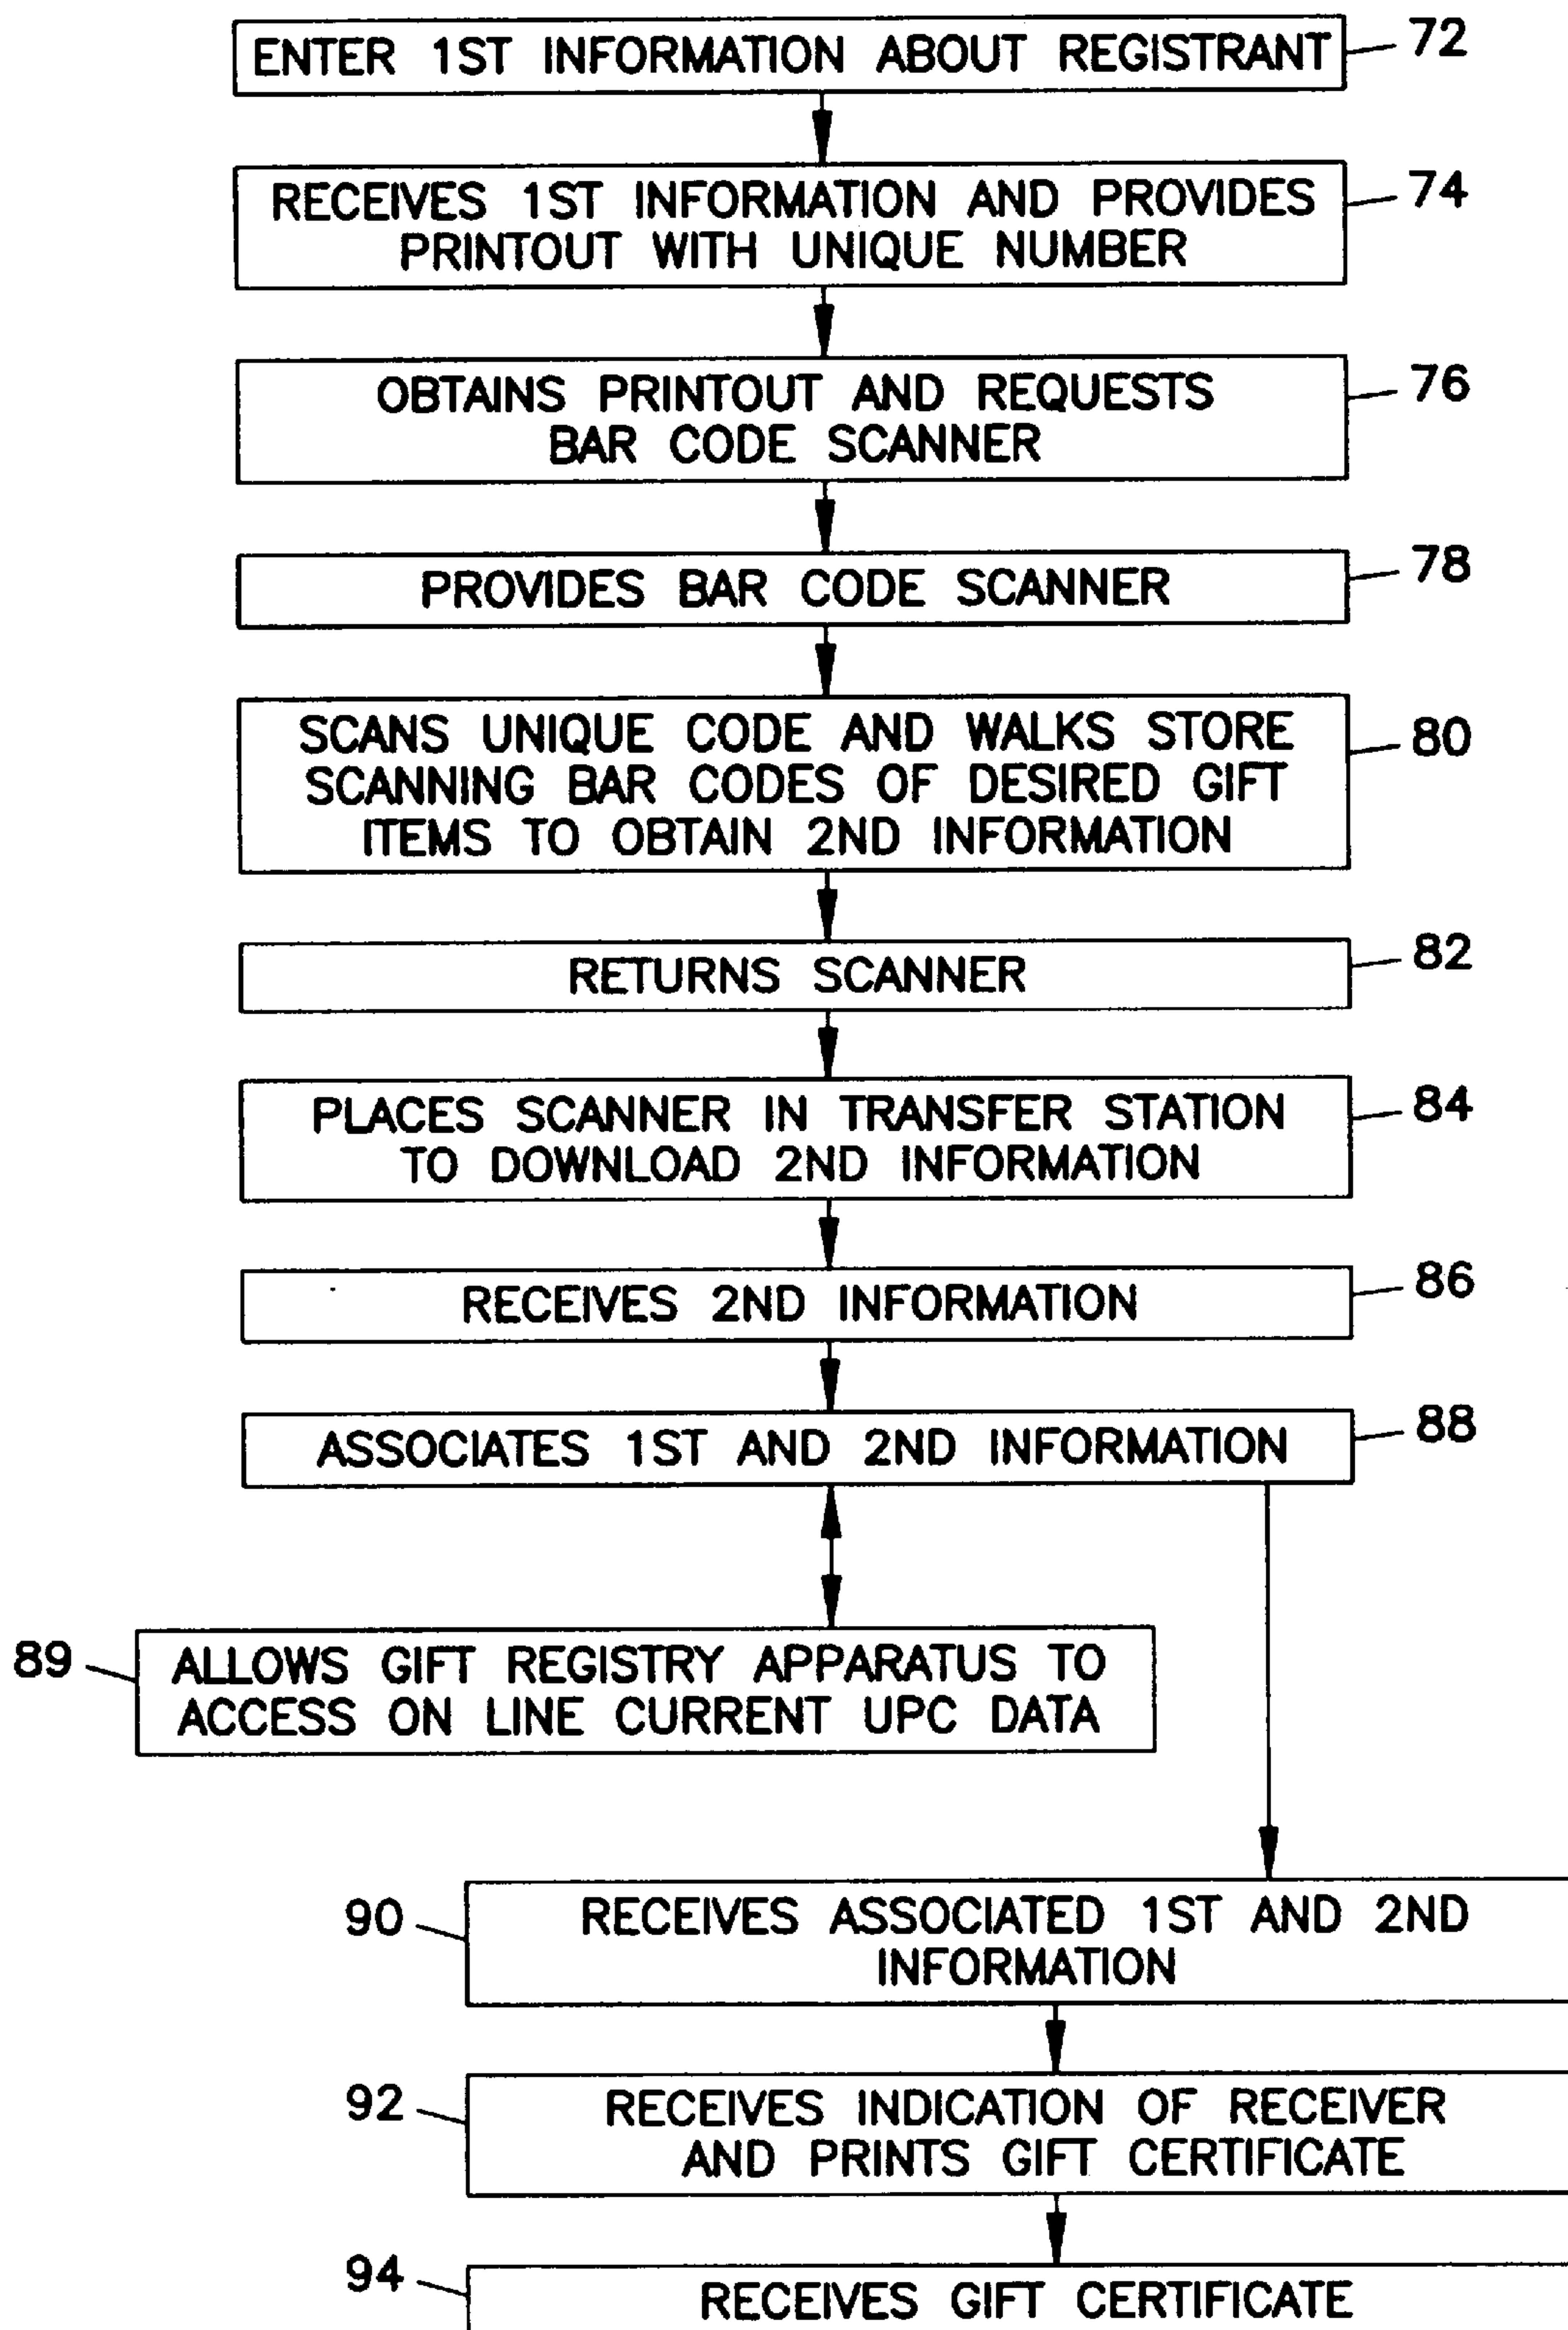 ENTER 1ST INFORMATION ABOUT REGISTRANT
72
RECEIVES 1ST INFORMATION AND PROVIDES
PRINTOUT WITH UNIQUE NUMBER
74
OBTAINS PRINTOUT AND REQUESTS
BAR CODE SCANNER
76
PROVIDES BAR CODE SCANNER
78
SCANS UNIQUE CODE AND WALKS STORE
SCANNING BAR CODES OF DESIRED GIFT
ITEMS TO OBTAIN 2ND INFORMATION
80
RETURNS SCANNER
82
PLACES SCANNER IN TRANSFER STATION
TO DOWNLOAD 2ND INFORMATION
84
RECEIVES 2ND INFORMATION
86
ASSOCIATES 1ST AND 2ND INFORMATION
88
89
ALLOWS GIFT REGISTRY APPARATUS TO
ACCESS ON LINE CURRENT UPC DATA
90
RECEIVES ASSOCIATED 1ST AND 2ND
INFORMATION
92
RECEIVES INDICATION OF RECEIVER
AND PRINTS GIFT CERTIFICATE
94
RECEIVES GIFT CERTIFICATE